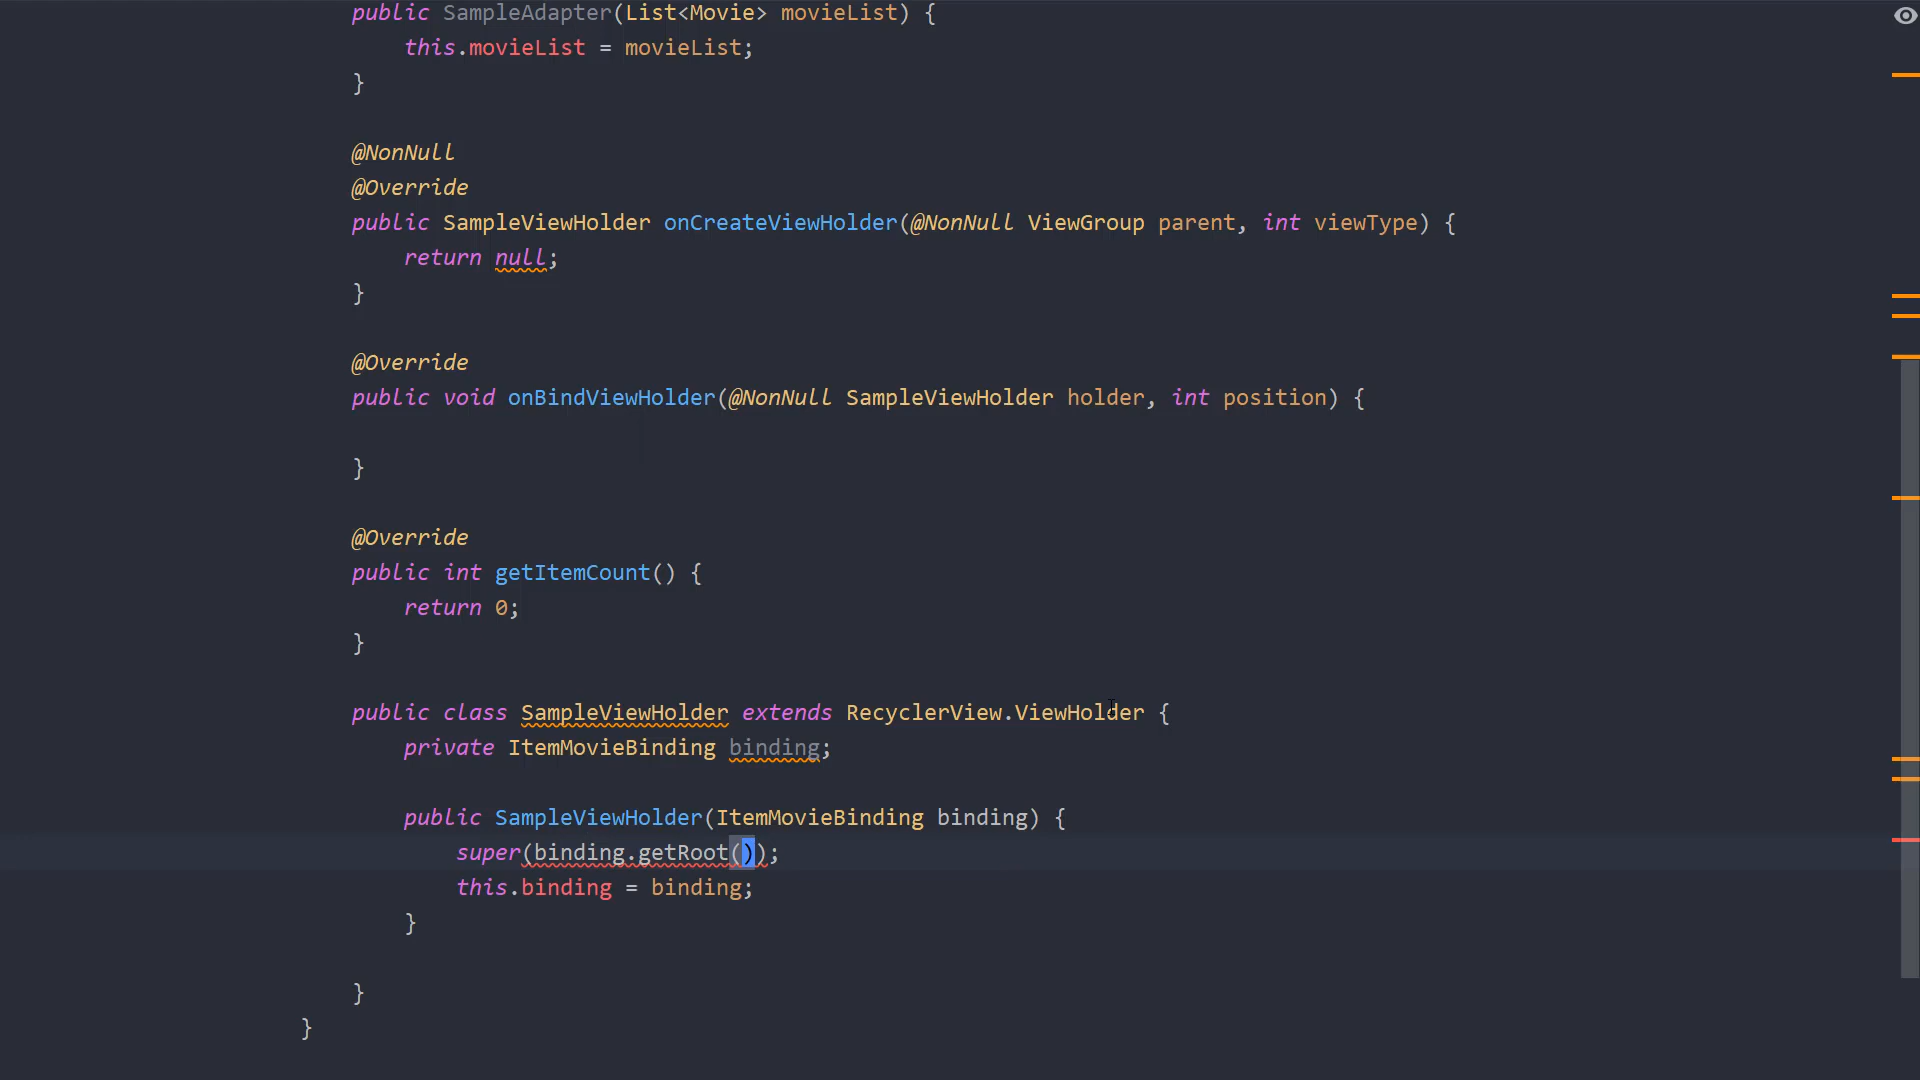 public SampleAdapter(List<Movie> movieList) {
this.movieList = movieList;
}
@NonNull
@Override
public SampleViewHolder onCreateViewHolder(@NonNull ViewGroup parent, int viewType) {
return null;
}
@Override
public void onBindViewHolder(@NonNull SampleViewHolder holder, int position) {
}
@Override
public int getItemCount() {
return 0;
}
public class SampleViewHolder extends RecyclerView.ViewHolder {
private ItemMovieBinding binding;
public SampleViewHolder(ItemMovieBinding binding) {
super(binding.getRoot());
this.binding = binding;
}
}
}